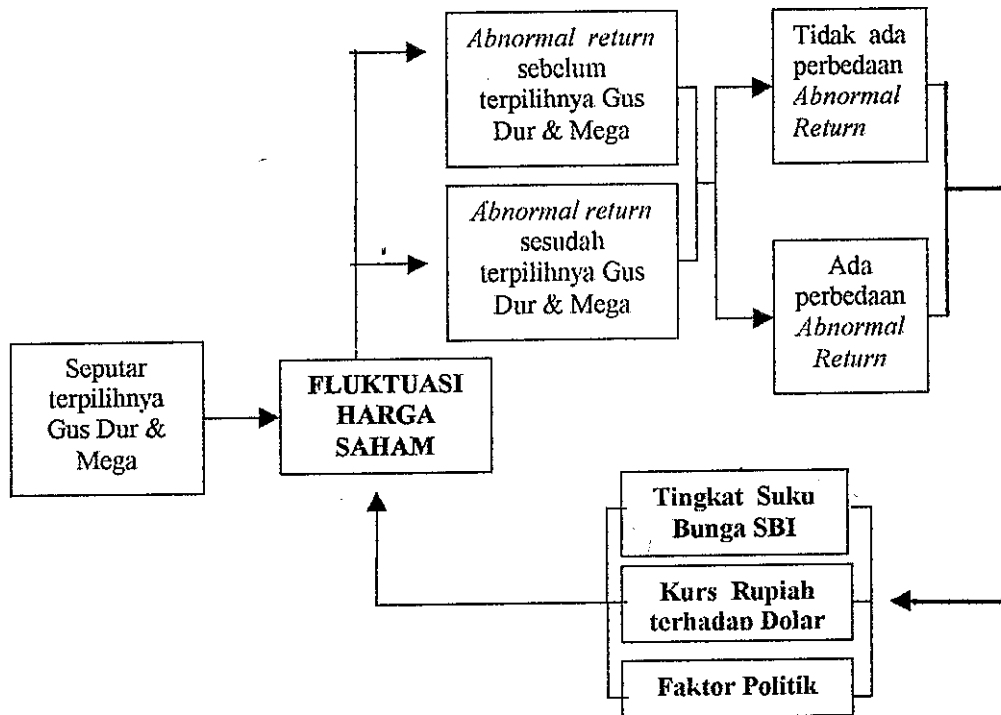 Abnormal return
sebelum
terpilihnya Gus
Dur & Mega
Tidak ada
perbedaan
Abnormal
Return
Abnormal return
sesudah
terpilihnya Gus
Dur & Mega
Ada
perbedaan
Abnormal
Return
Seputar
terpilihnya
Gus Dur &
Mega
FLUKTUASI
HARGA
SAHAM
Tingkat Suku
Bunga SBI
Kurs Rupiah
terhadan Dolar
Faktor Politik